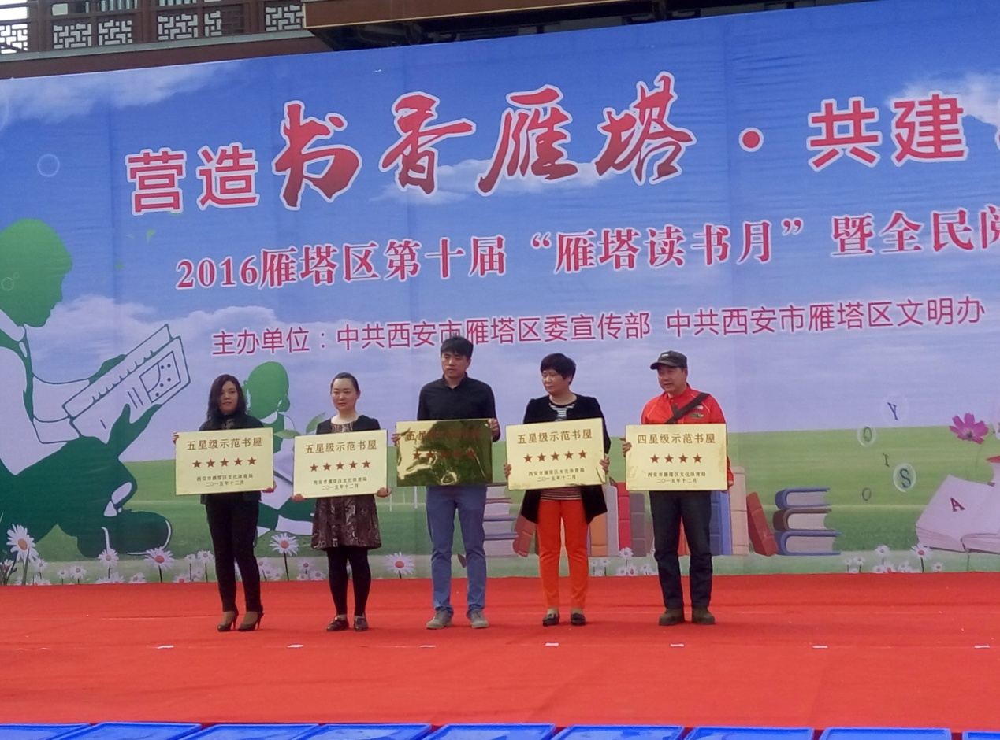 营造书香雁塔·共建
2016雁塔区第十届“雁塔读书月”暨全民阅
主办单位：中共西安市雁塔区委宣传部 中共西安市雁塔区文明办
五星级示范书屋
★★★★★
西安市雁塔区文化体育局
二〇一五年十二月
五星级示范书屋
★★★★★
西安市雁塔区文化体育局
二〇一五年十二月
五星级
五星级示范书屋
★★★★★
西安市雁塔区文化体育局
二〇一五年十二月
四星级示范书屋
★★★★
西安市雁塔区文化体育局
二〇一五年十二月
Y
O
I
S
O
A